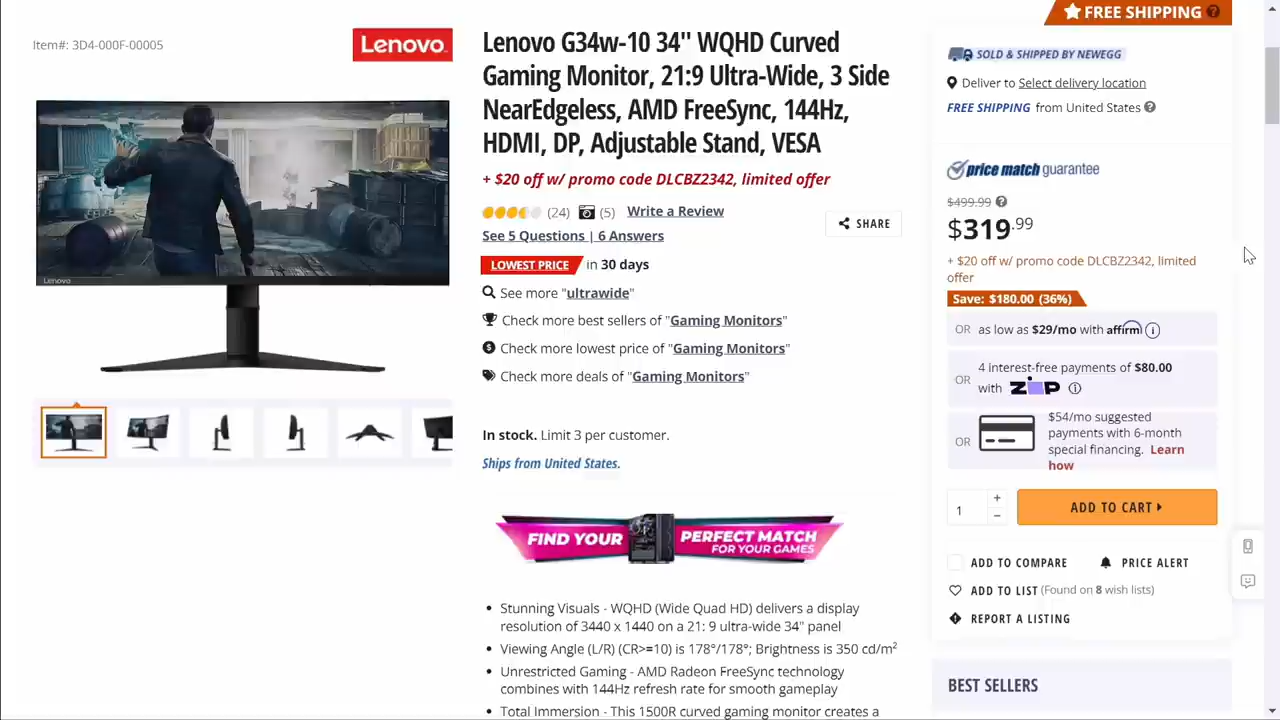 FREE SHIPPING
Item#: 3D4-000F-00005
Lenovo
Lenovo
Lenovo G34w-10 34" WQHD Curved
Gaming Monitor, 21:9 Ultra-Wide, 3 Side
NearEdgeless, AMD FreeSync, 144Hz,
HDMI, DP, Adjustable Stand, VESA
+ $20 off w/ promo code DLCBZ2342, limited offer
(24) (5) Write a Review
See 5 Questions | 6 Answers
SHARE
LOWEST PRICE in 30 days
See more "ultrawide"
Check more best sellers of "Gaming Monitors"
Check more lowest price of "Gaming Monitors"
Check more deals of "Gaming Monitors"
In stock. Limit 3 per customer.
Ships from United States.
FIND YOUR PERFECT MATCH
FOR YOUR GAMES
• Stunning Visuals - WQHD (Wide Quad HD) delivers a display
resolution of 3440 x 1440 on a 21: 9 ultra-wide 34" panel
• Viewing Angle (L/R) (CR>=10) is 178°/178°; Brightness is 350 cd/m²
• Unrestricted Gaming - AMD Radeon FreeSync technology
combines with 144Hz refresh rate for smooth gameplay
• Total Immersion - This 1500R curved gaming monitor creates a
SOLD & SHIPPED BY NEWEGG
Deliver to Select delivery location
FREE SHIPPING from United States
price match guarantee
$499.99
$319.99
+ $20 off w/ promo code DLCBZ2342, limited
offer
Save: $180.00 (36%)
OR as low as $29/mo with affirm
4 interest-free payments of $80.00
OR
with ZIP
$54/mo suggested
payments with 6-month
OR
special financing. Learn
how
1 + −
ADD TO CART
ADD TO COMPARE PRICE ALERT
ADD TO LIST (Found on 8 wish lists)
REPORT A LISTING
BEST SELLERS